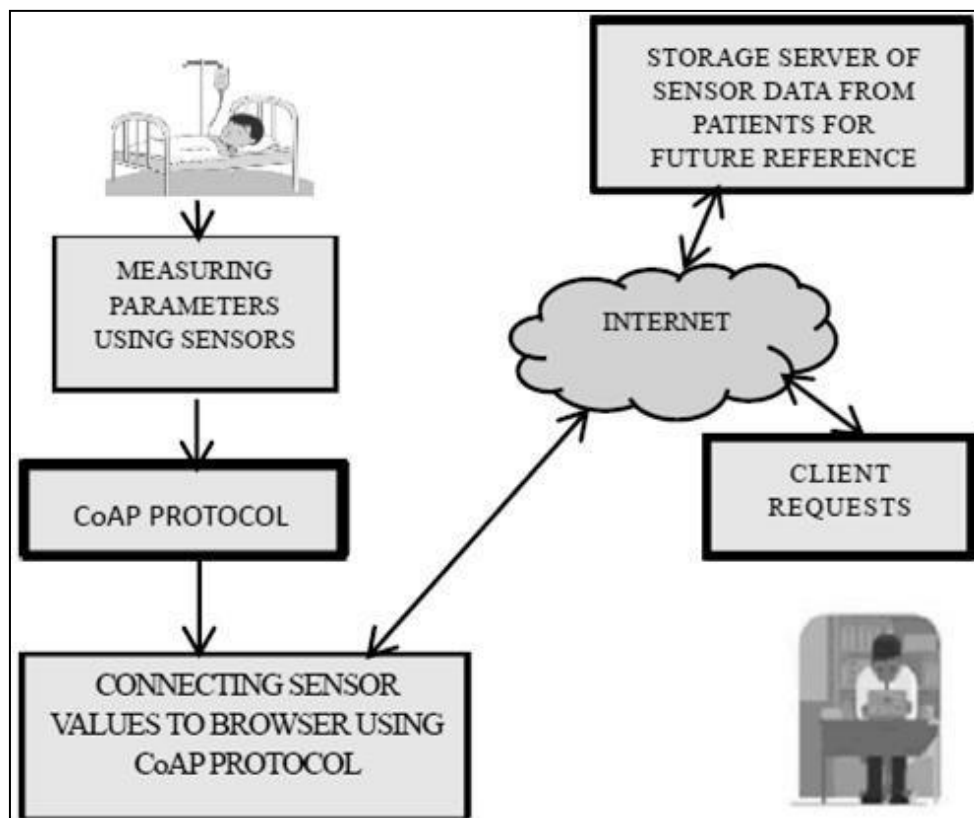 STORAGE SERVER OF
SENSOR DATA FROM
PATIENTS FOR
FUTURE REFERENCE
MEASURING
PARAMETERS
USING SENSORS
INTERNET
CLIENT
REQUESTS
CoAP PROTOCOL
CONNECTING SENSOR
VALUES TO BROWSER USING
CoAP PROTOCOL